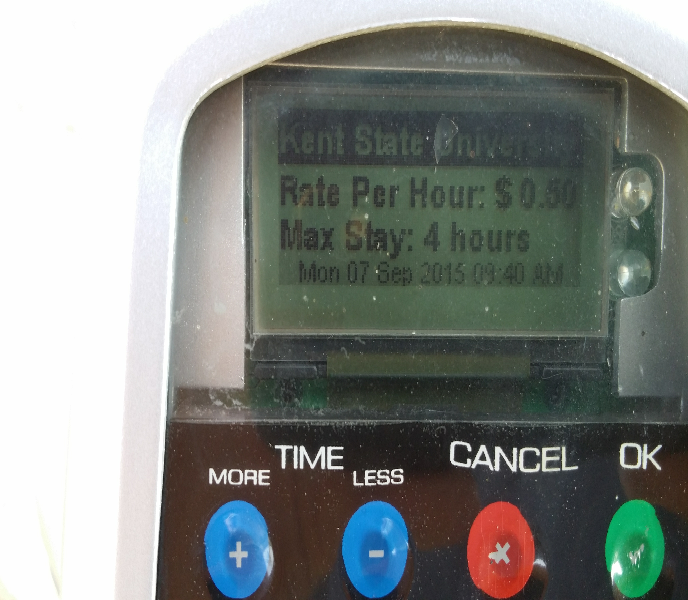 Kent State University
Rate Per Hour: $ 0.50
Max Stay: 4 hours
Mon 07 Sep 2015 09:40 AM
TIME
MORE
LESS
CANCEL
OK
+
-
x